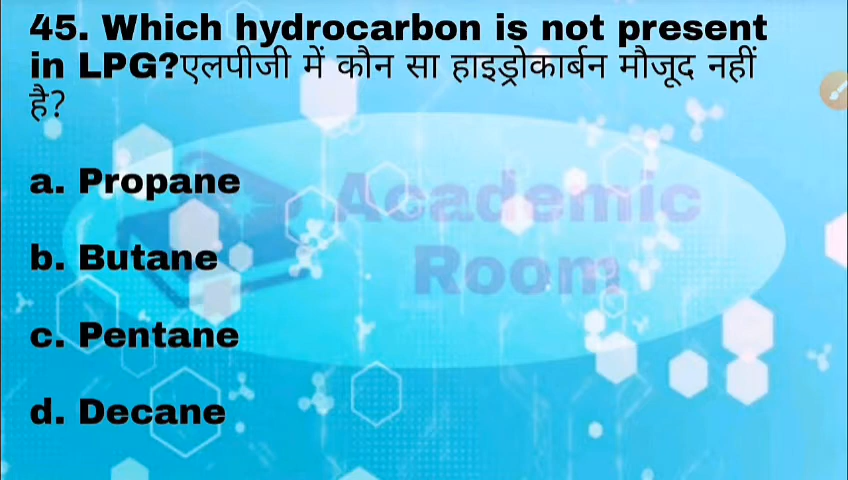 45. Which hydrocarbon is not present
in LPG?एलपीजी में कौन सा हाइड्रोकार्बन मौजूद नहीं
है?
a. Propane
b. Butane
c. Pentane
d. Decane
Academic
Room